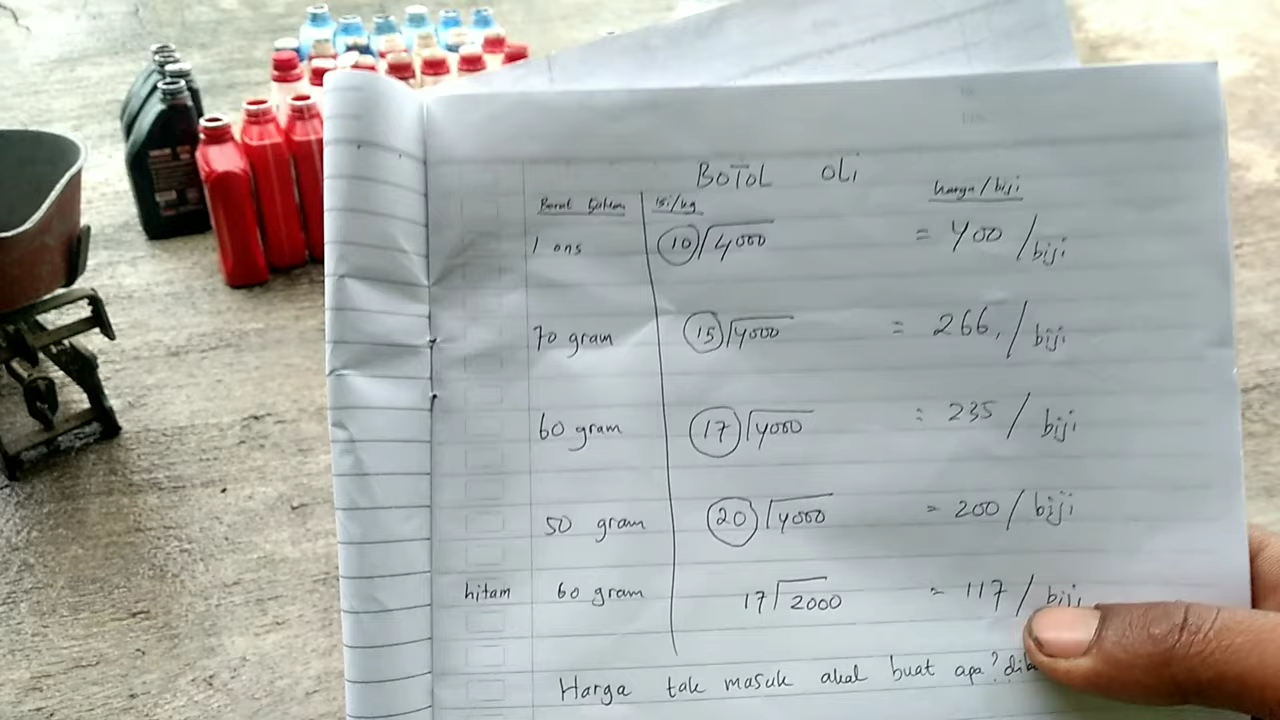 BOTOL OLI
Berat Satuan isi/kg harga/biji
1 ons 10/4000 = 400/biji
70 gram 15/4000 = 266,/biji
60 gram 17/4000 = 235/biji
50 gram 20/4000 = 200/biji
hitam 60 gram 17/2000 = 117/biji
Harga tak masuk akal buat apa?